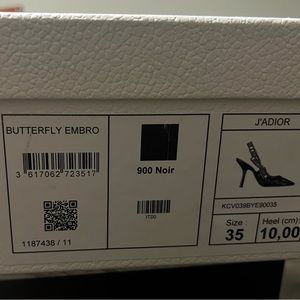 BUTTERFLY EMBRO
3 617062 723517
1187438 / 11
900 Noir
IT00
J'ADIOR
KCV039BYE90035
Size :
35
Heel (cm):
10,00